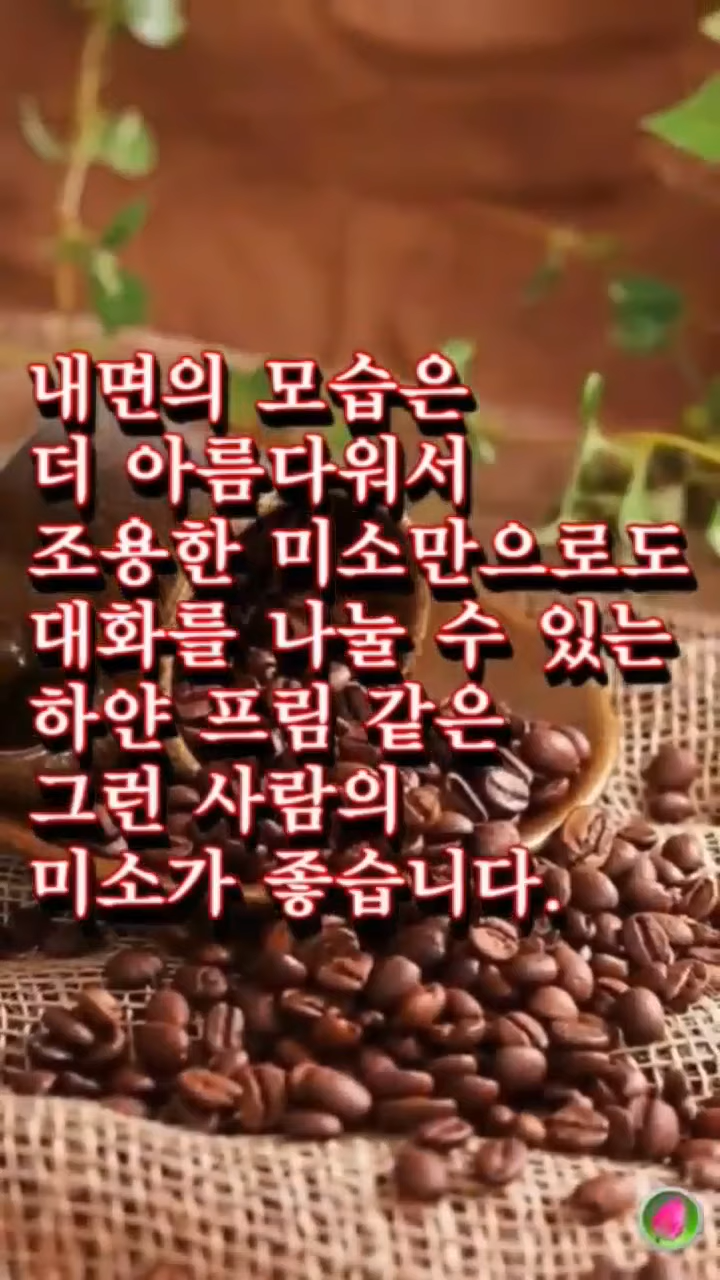 내면의 모습은
더 아름다워서
조용한 미소만으로도
대화를 나눌 수 있는
하얀 프림 같은
그런 사람의
미소가 좋습니다.